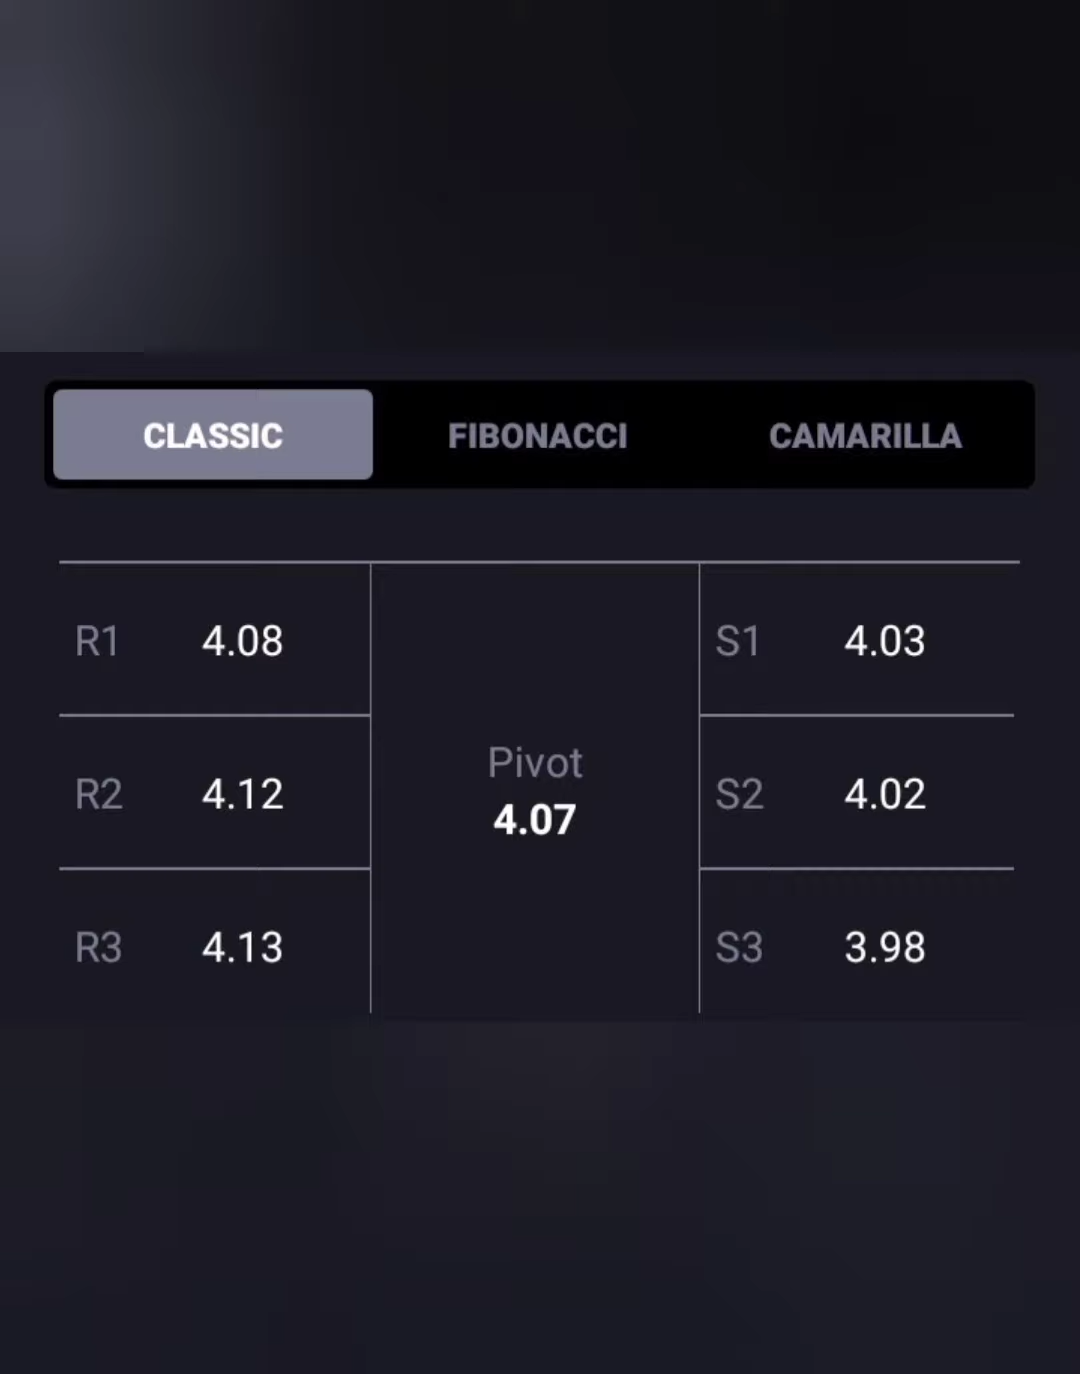 CLASSIC FIBONACCI CAMARILLA
R1 4.08
R2 4.12
R3 4.13
Pivot
4.07
S1 4.03
S2 4.02
S3 3.98